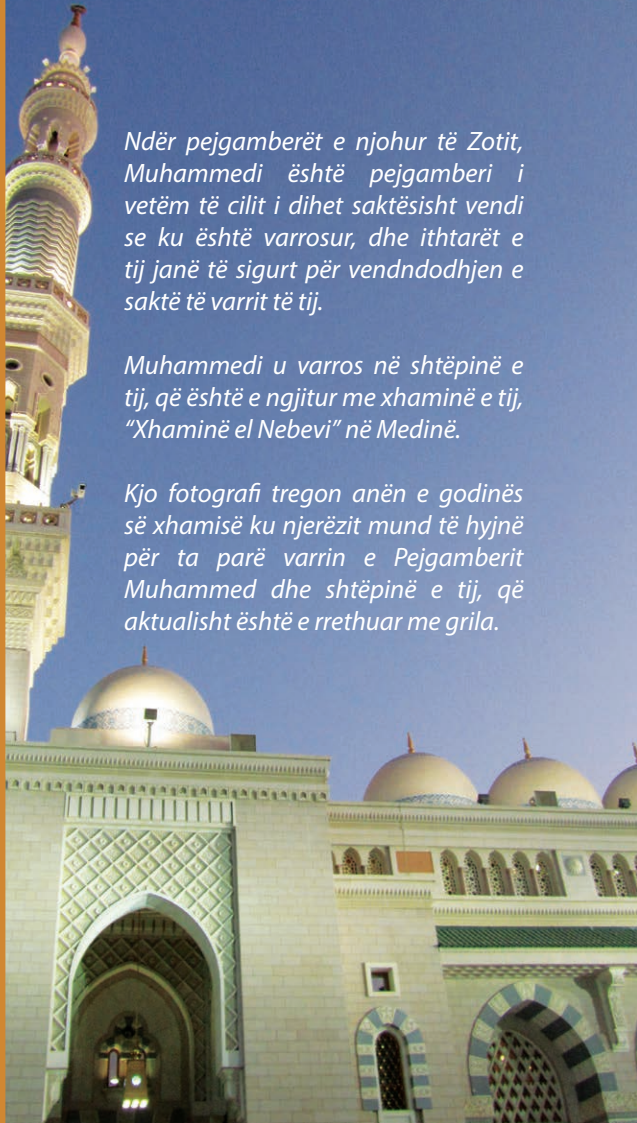 Ndër pejgamberët e njohur të Zotit,
Muhammedi është pejgamberi i
vetëm të cilit i dihet saktësisht vendi
se ku është varrosur, dhe ithtarët e
tij janë të sigurt për vendndodhjen e
saktë të varrit të tij.
Muhammedi u varros në shtëpinë e
tij, që është e ngjitur me xhaminë e tij,
“Xhaminë el Nebevi” në Medinë.
Kjo fotografi tregon anën e godinës
së xhamisë ku njerëzit mund të hyjnë
për ta parë varrin e Pejgamberit
Muhammed dhe shtëpinë e tij, që
aktualisht është e rrethuar me grila.